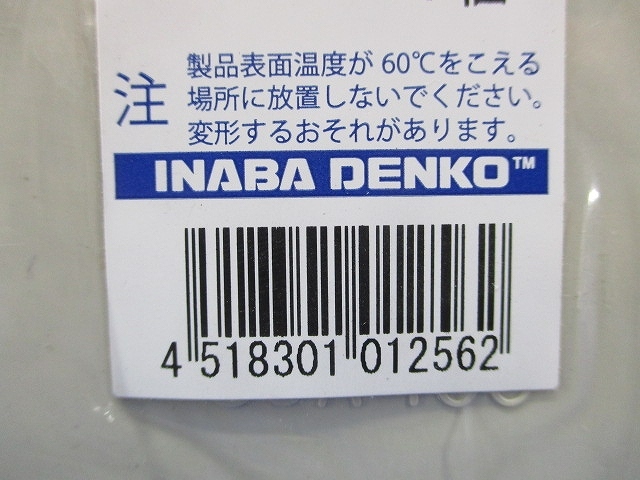 注
製品表面温度が 60℃をこえる
場所に放置しないでください。
変形するおそれがあります。
INABA DENKO™
4 518301 012562